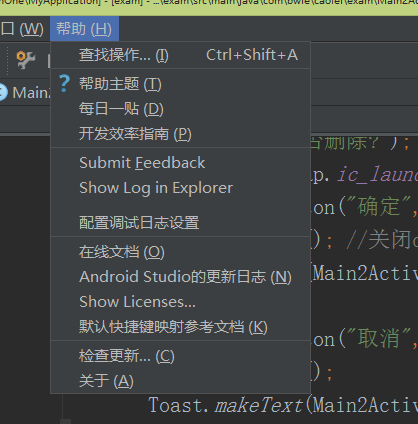 One\MyApplication] - [exam] - ...\exam\src\main\java\com\bwie\cabler\exam\Main2A
口 (W) 帮助 (H)
查找操作... (I) Ctrl+Shift+A
Main2
? 帮助主题 (T)
每日一贴 (D)
开发效率指南 (P)
否删除?");
Submit Feedback
p.ic_laun
Show Log in Explorer
on("确定",
配置调试日志设置
); //关闭d
在线文档 (O)
(Main2Activ
Android Studio的更新日志 (N)
Show Licenses...
默认快捷键映射参考文档 (K)
on("取消",
检查更新... (C)
);
关于 (A)
Toast.makeText(Main2Activ